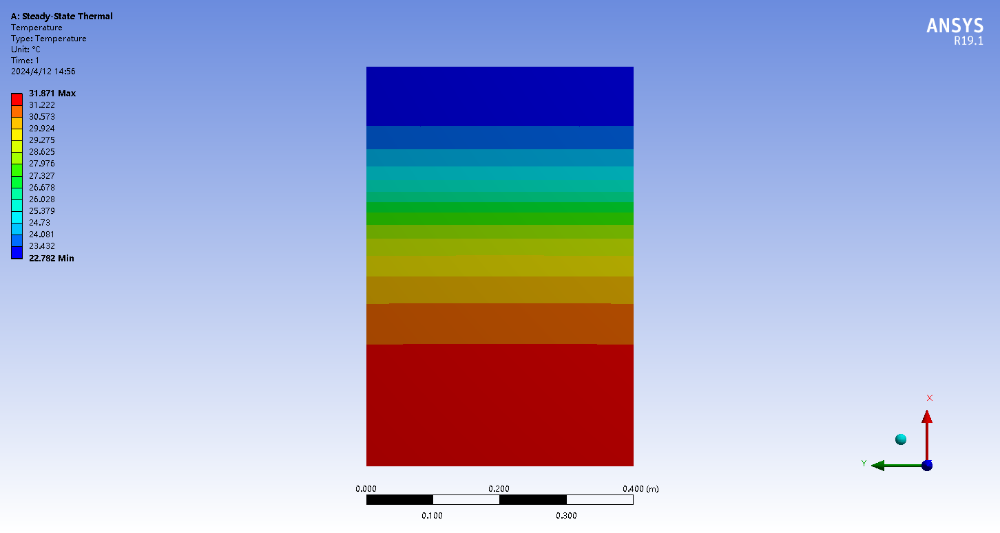 A: Steady-State Thermal
Temperature
Type: Temperature
Unit: °C
Time: 1
2024/4/12 14:56
ANSYS
R19.1
31.871 Max
31.222
30.573
29.924
29.275
28.625
27.976
27.327
26.678
26.028
25.379
24.73
24.081
23.432
22.782 Min
X
Y
0.000 0.200 0.400 (m)
0.100 0.300